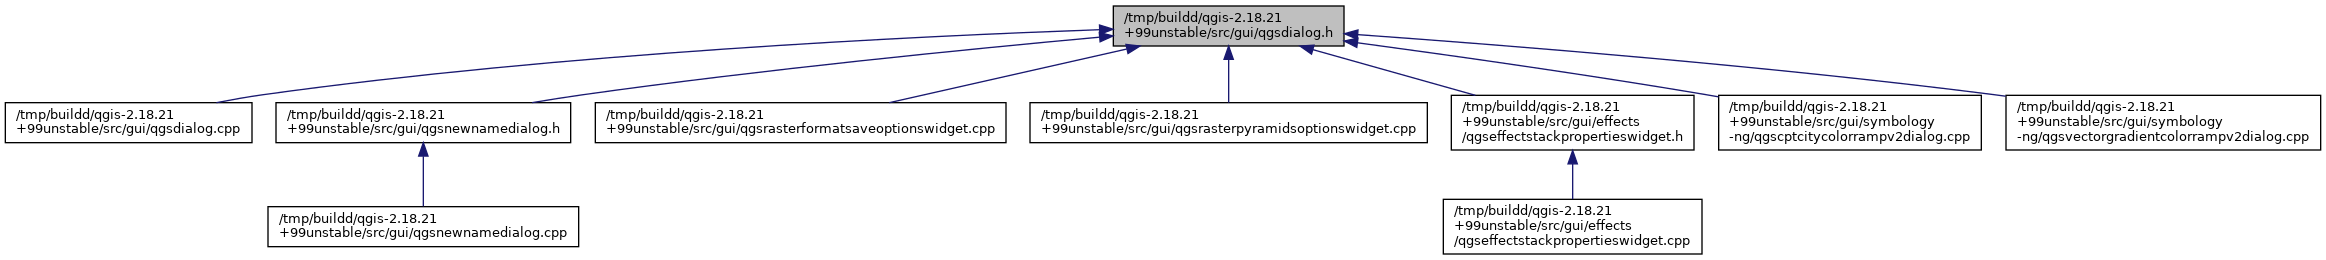 /tmp/buildd/qgis-2.18.21
+99unstable/src/gui/qgsdialog.h
/tmp/buildd/qgis-2.18.21
+99unstable/src/gui/qgsdialog.cpp
/tmp/buildd/qgis-2.18.21
+99unstable/src/gui/qgsnewnamedialog.h
/tmp/buildd/qgis-2.18.21
+99unstable/src/gui/qgsrasterformatsaveoptionswidget.cpp
/tmp/buildd/qgis-2.18.21
+99unstable/src/gui/qgsrasterpyramidsoptionswidget.cpp
/tmp/buildd/qgis-2.18.21
+99unstable/src/gui/effects
/qgseffectstackpropertieswidget.h
/tmp/buildd/qgis-2.18.21
+99unstable/src/gui/symbology
-ng/qgscptcitycolorrampv2dialog.cpp
/tmp/buildd/qgis-2.18.21
+99unstable/src/gui/symbology
-ng/qgsvectorgradientcolorrampv2dialog.cpp
/tmp/buildd/qgis-2.18.21
+99unstable/src/gui/qgsnewnamedialog.cpp
/tmp/buildd/qgis-2.18.21
+99unstable/src/gui/effects
/qgseffectstackpropertieswidget.cpp